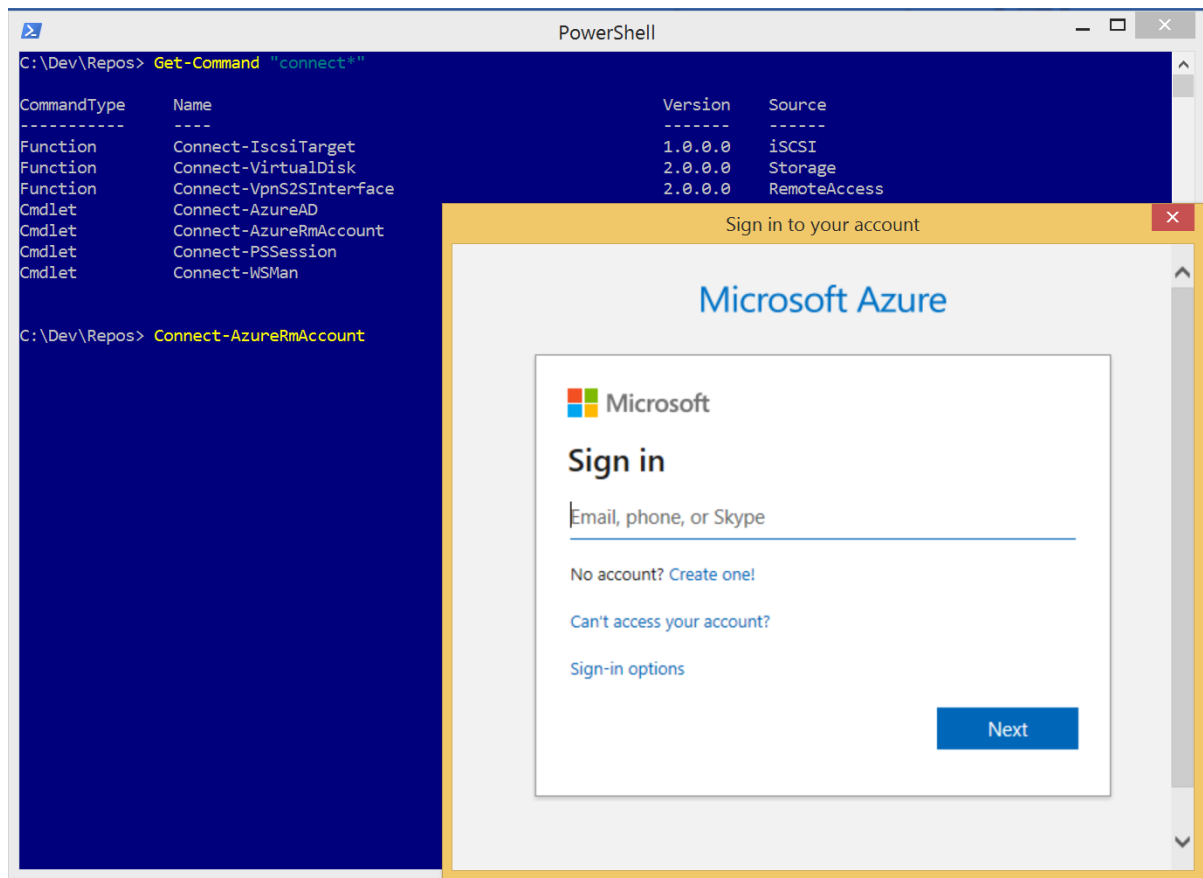 PowerShell
C:\Dev\Repos> Get-Command "connect*"
CommandType Name Version Source
----------- ---- ------- ------
Function Connect-IscsiTarget 1.0.0.0 iSCSI
Function Connect-VirtualDisk 2.0.0.0 Storage
Function Connect-VpnS2SInterface 2.0.0.0 RemoteAccess
Cmdlet Connect-AzureAD
Cmdlet Connect-AzureRmAccount
Cmdlet Connect-PSSession
Cmdlet Connect-WSMan
C:\Dev\Repos> Connect-AzureRmAccount
Sign in to your account
Microsoft Azure
Microsoft
Sign in
Email, phone, or Skype
No account? Create one!
Can't access your account?
Sign-in options
Next